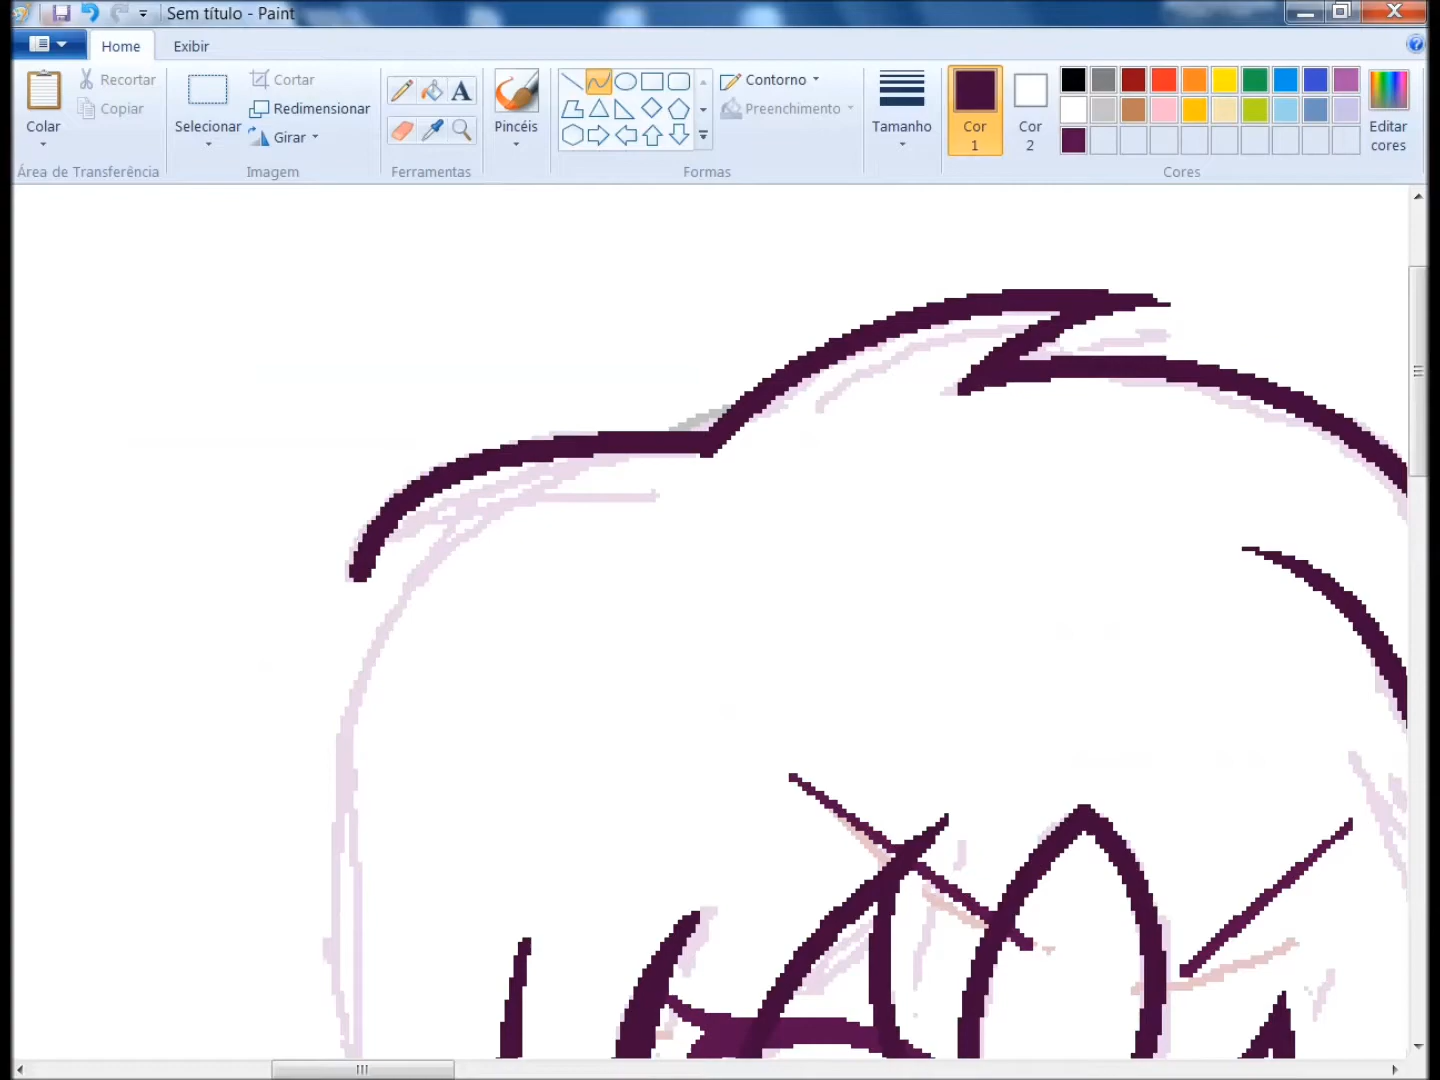 Sem título - Paint
Home Exibir
Colar
Recortar
Copiar
Área de Transferência
Selecionar
Cortar
Redimensionar
Girar
Imagem
A
Ferramentas
Pincéis
Contorno
Preenchimento
Formas
Tamanho
Cor
1
Cor
2
Editar
cores
Cores